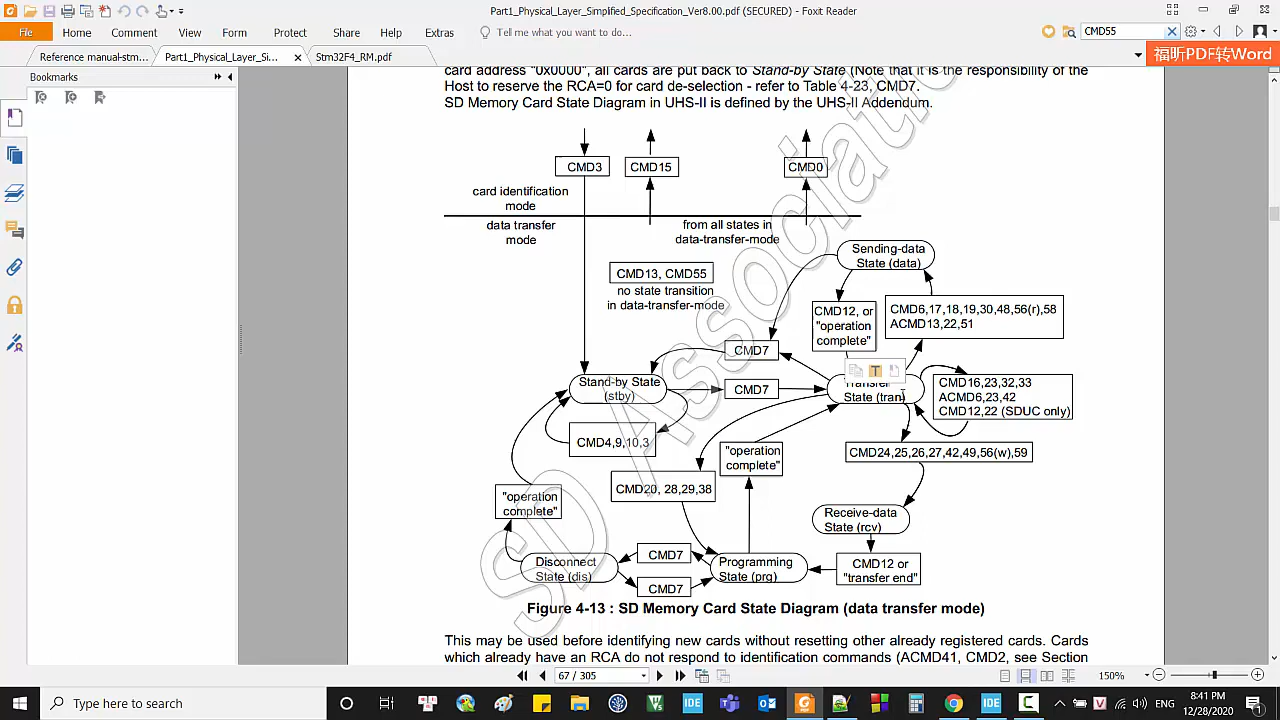 Part1_Physical_Layer_Simplified_Specification_Ver6.00.pdf (SECURED) - Foxit Reader
File Home Comment View Form Protect Share Help Extras Tell me what you want to do... CMD55
Reference manual-stm... Part1_Physical_Layer_Si... Stm32F4_RM.pdf 福昕PDF转Word
Bookmarks
card address "0x0000", all cards are put back to Stand-by State (Note that it is the responsibility of the
Host to reserve the RCA=0 for card de-selection - refer to Table 4-23, CMD7.
SD Memory Card State Diagram in UHS-II is defined by the UHS-II Addendum.
CMD3 CMD15 CMD0
card identification
mode
data transfer
mode
from all states in
data-transfer-mode
CMD13, CMD55
no state transition
in data-transfer-mode
Sending-data
State (data)
CMD12, or
"operation
complete"
CMD6,17,18,19,30,48,56(r),58
ACMD13,22,51
CMD7
Stand-by State
(stby)
CMD7
Transfer
State (tran)
CMD16,23,32,33
ACMD6,23,42
CMD12,22 (SDUC only)
CMD4,9,10,3
"operation
complete"
CMD24,25,26,27,42,49,56(w),59
CMD20, 28,29,38
"operation
complete"
Receive-data
State (rcv)
Disconnect
State (dis)
CMD7
CMD7
Programming
State (prg)
CMD12 or
"transfer end"
Figure 4-13 : SD Memory Card State Diagram (data transfer mode)
This may be used before identifying new cards without resetting other already registered cards. Cards
which already have an RCA do not respond to identification commands (ACMD41, CMD2, see Section
SD Associatio
67 / 305 150%
Type here to search
8:41 PM
12/28/2020